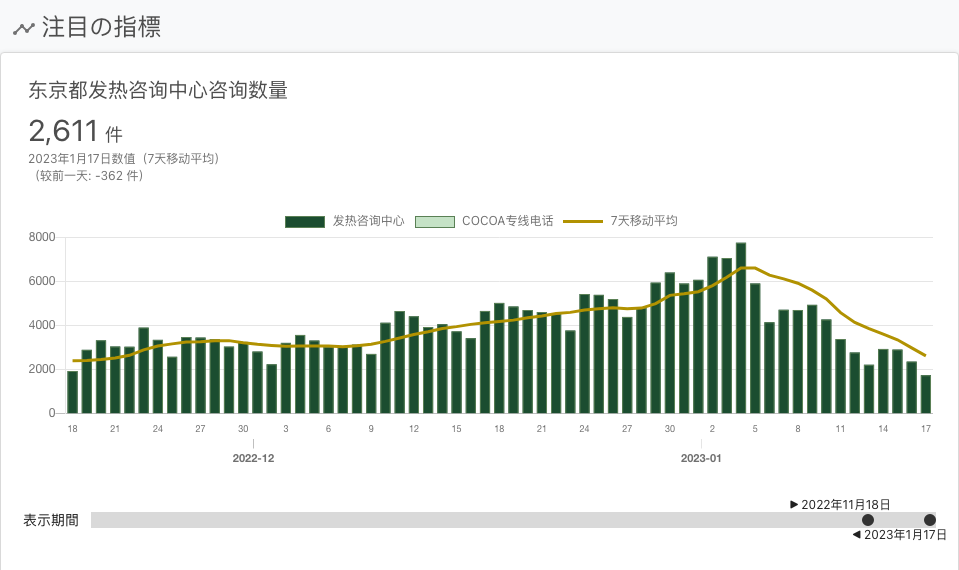 注目の指標
东京都发热咨询中心咨询数量
2,611 件
2023年1月17日数值（7天移动平均）
（较前一天: -362 件）
发热咨询中心 COCOA专线电话 7天移动平均
8000
6000
4000
2000
0
18 21 24 27 30 3 6 9 12 15 18 21 24 27 30 2 5 8 11 14 17
2022-12 2023-01
2022年11月18日
表示期間
2023年1月17日